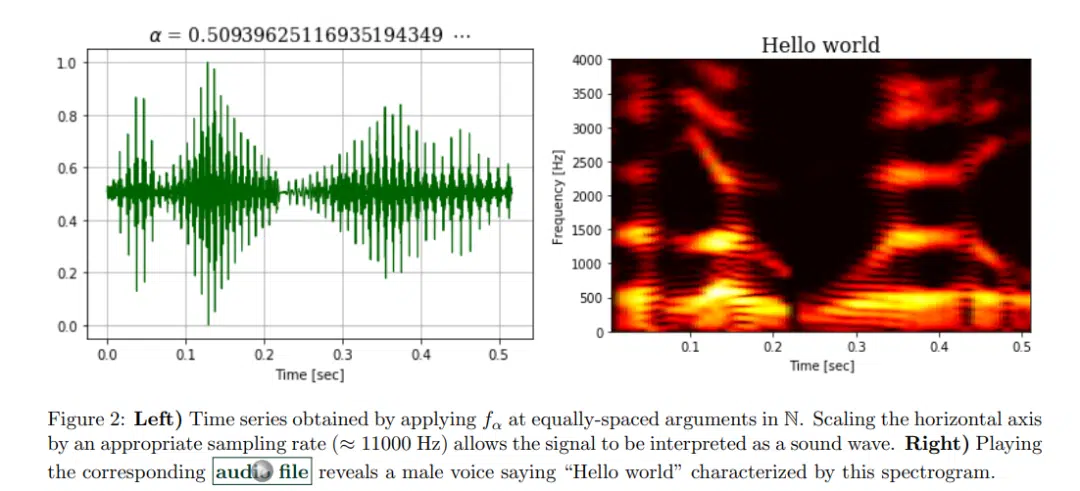 α = 0.50939625116935194349 ⋯
1.0
0.8
0.6
0.4
0.2
0.0
0.0 0.1 0.2 0.3 0.4 0.5
Time [sec]
Hello world
4000
3500
3000
2500
2000
1500
1000
500
0
Frequency [Hz]
0.1 0.2 0.3 0.4 0.5
Time [sec]
Figure 2: Left) Time series obtained by applying fα at equally-spaced arguments in ℕ. Scaling the horizontal axis
by an appropriate sampling rate (≈ 11000 Hz) allows the signal to be interpreted as a sound wave. Right) Playing
the corresponding audio file reveals a male voice saying “Hello world” characterized by this spectrogram.